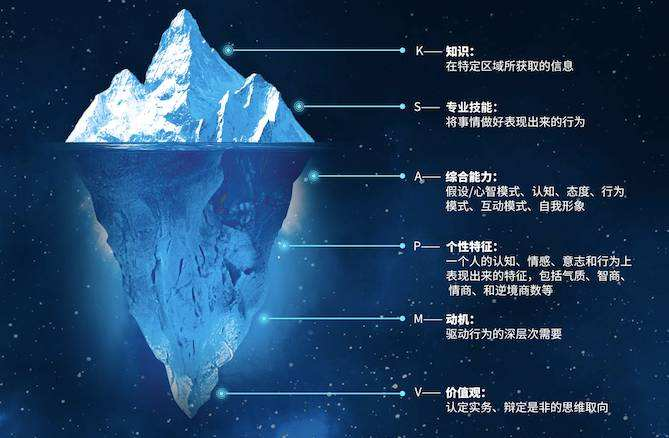 K— 知识：
在特定区域所获取的信息
S— 专业技能：
将事情做好表现出来的行为
A— 综合能力：
假设/心智模式、认知、态度、行为
模式、互动模式、自我形象
P— 个性特征：
一个人的认知、情感、意志和行为上
表现出来的特征，包括气质、智商、
情商、和逆境商数等
M— 动机：
驱动行为的深层次需要
V— 价值观：
认定实务、辩定是非的思维取向